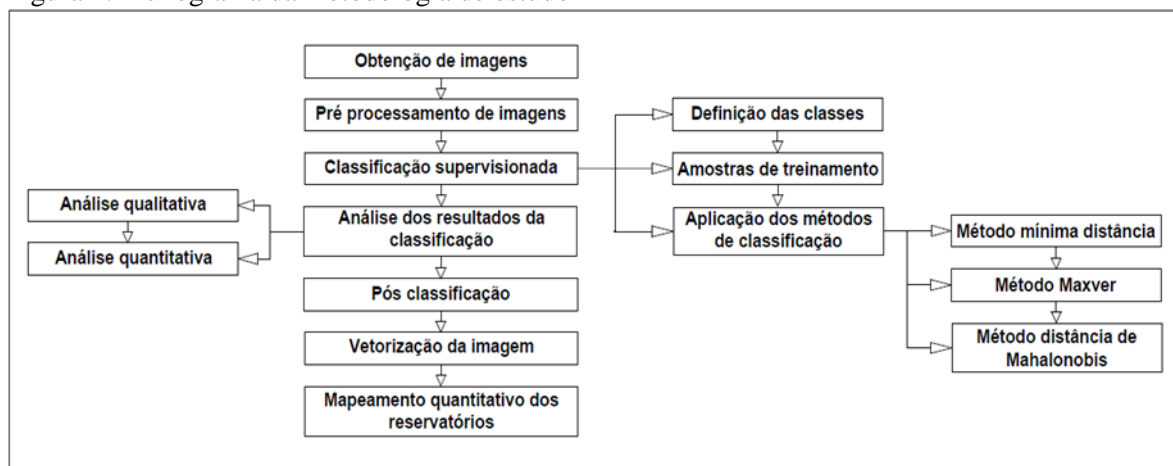 Obtenção de imagens
Pré processamento de imagens
Classificação supervisionada
Análise dos resultados da
classificação
Pós classificação
Vetorização da imagem
Mapeamento quantitativo dos
reservatórios
Análise qualitativa
Análise quantitativa
Definição das classes
Amostras de treinamento
Aplicação dos métodos
de classificação
Método mínima distância
Método Maxver
Método distância de
Mahalonobis